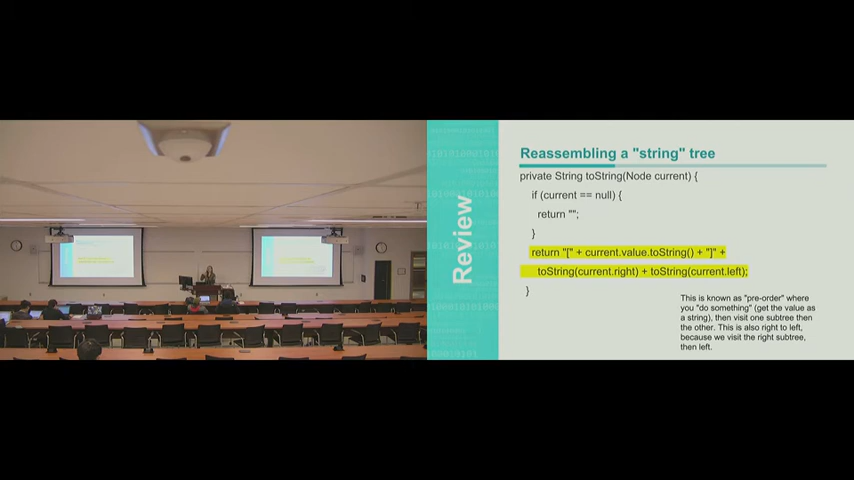 Review
Reassembling a "string" tree
private String toString(Node current) {
if (current == null) {
return "";
}
return "[" + current.value.toString() + "]" +
toString(current.right) + toString(current.left);
}
This is known as "pre-order" where
you "do something" (get the value as
a string), then visit one subtree then
the other. This is also right to left,
because we visit the right subtree,
then left.